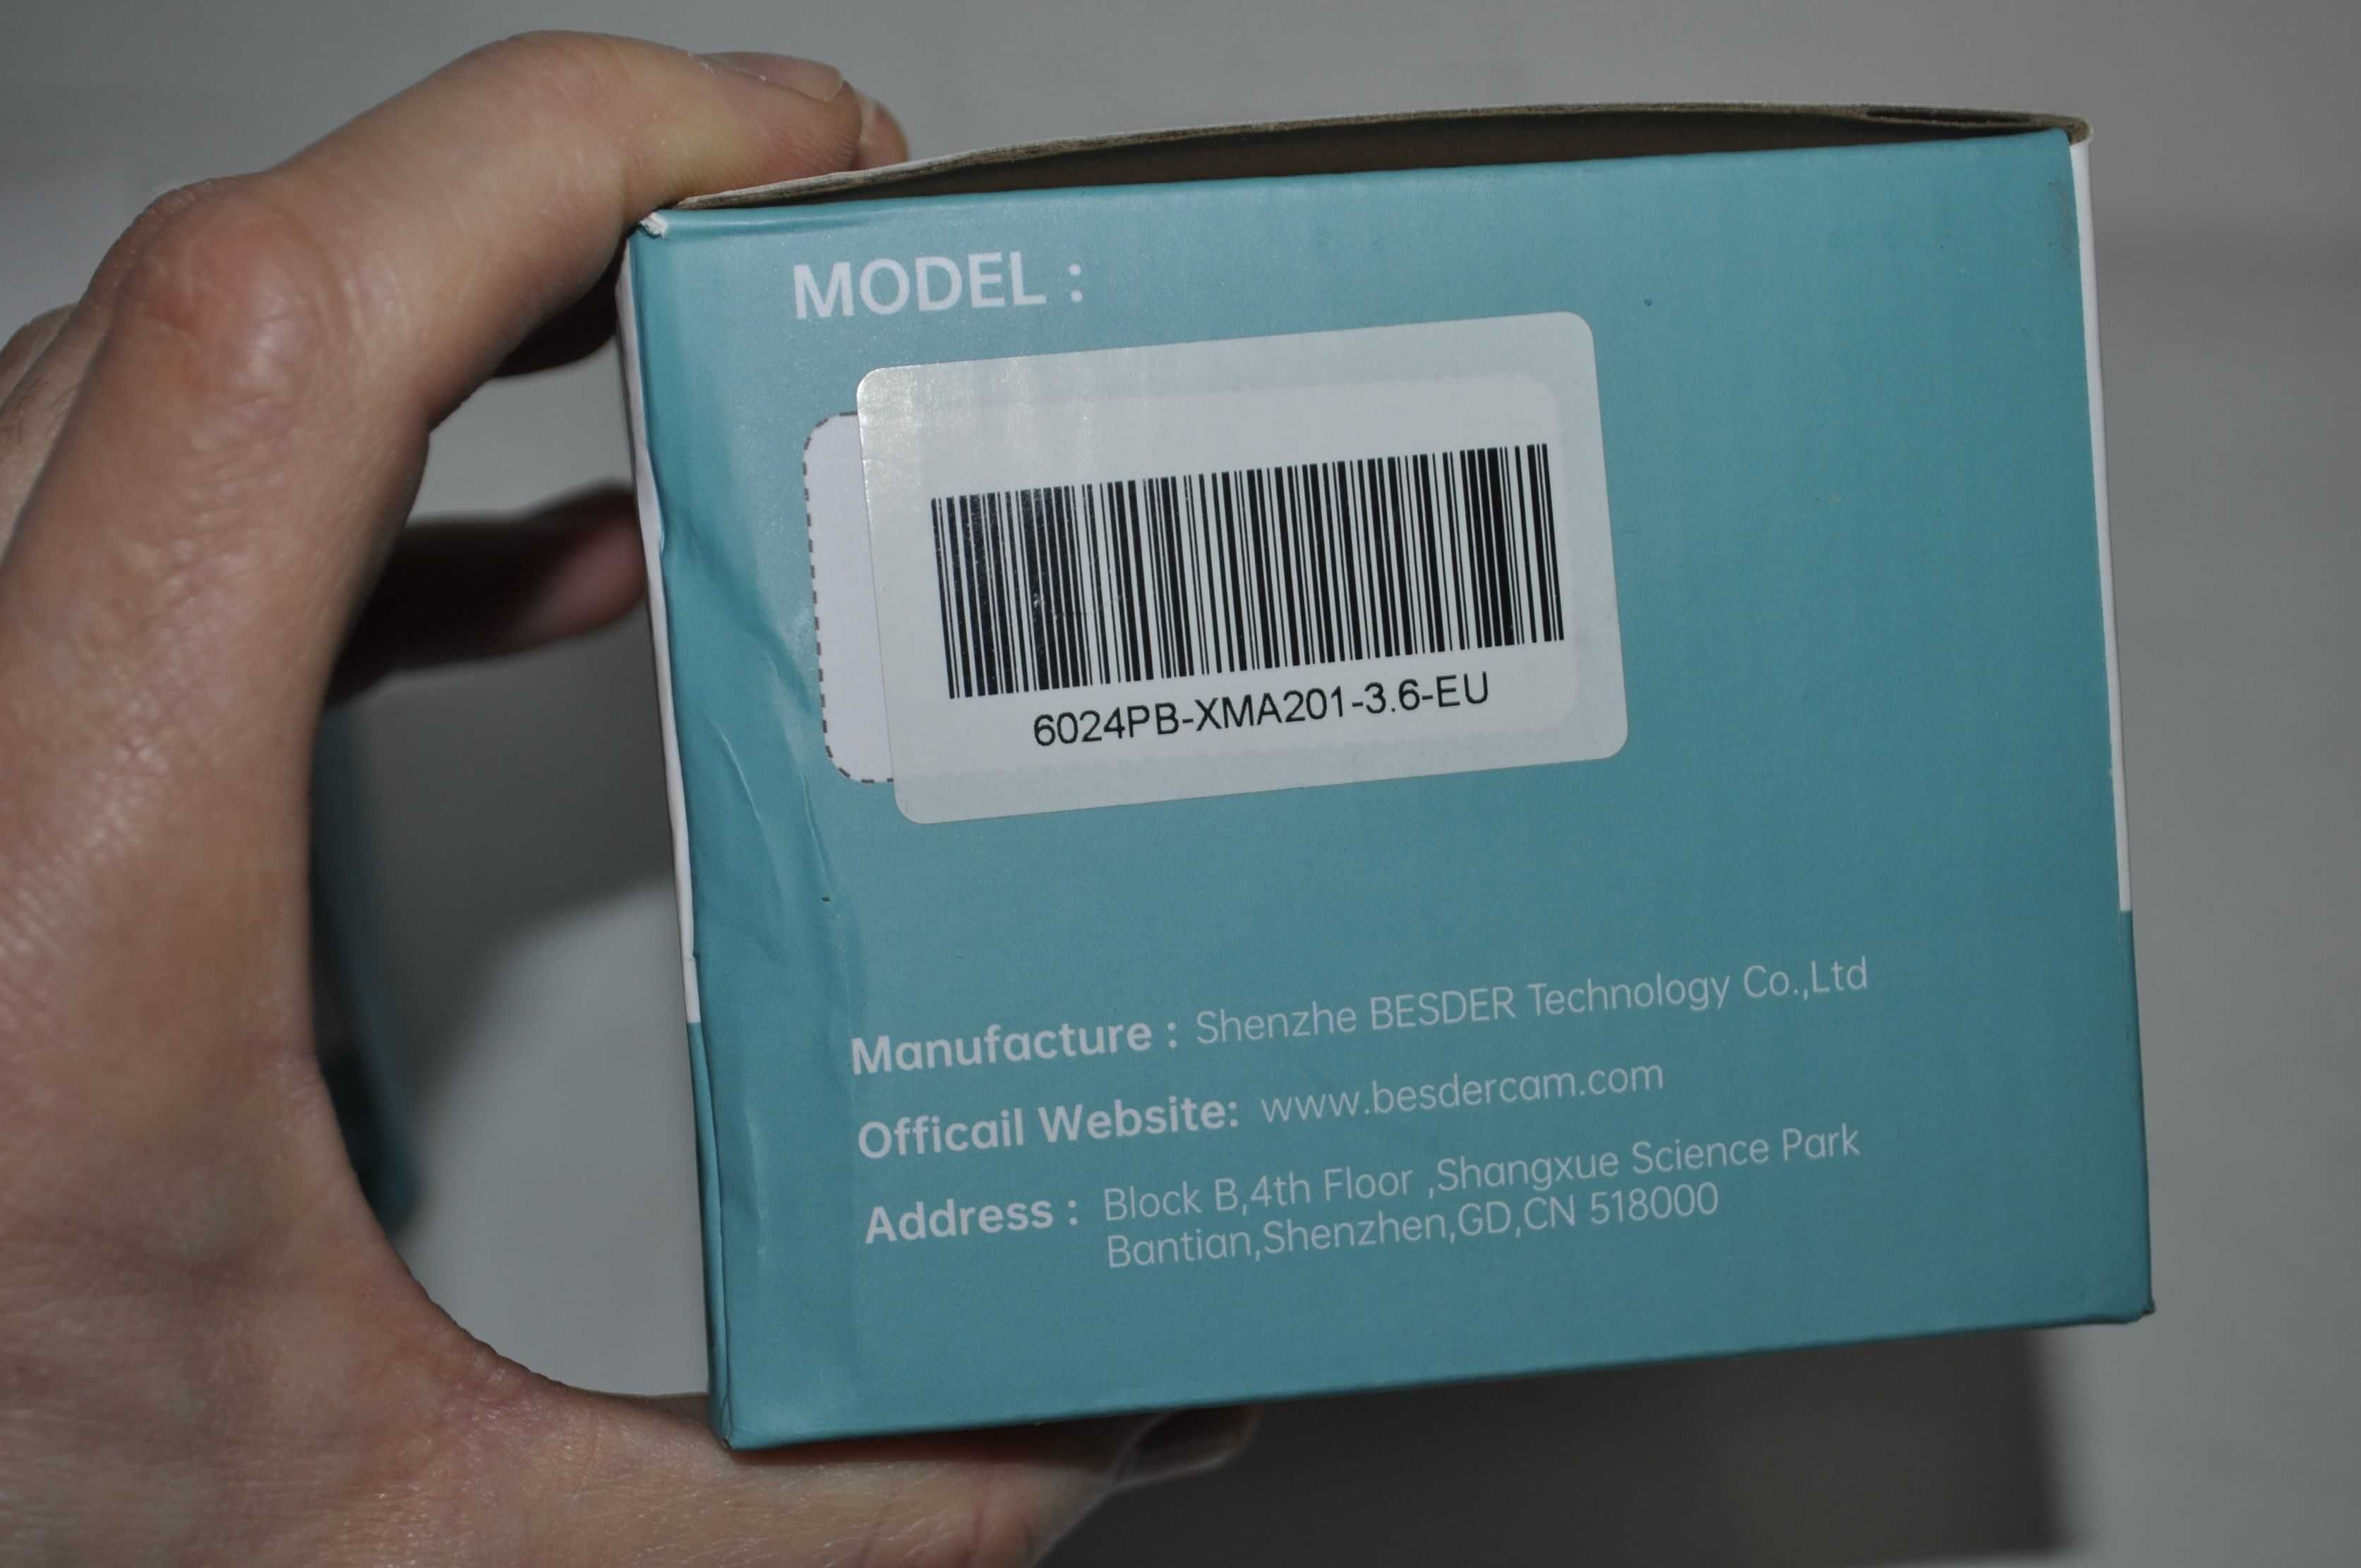 MODEL :
6024PB-XMA201-3.6-EU
Manufacture : Shenzhe BESDER Technology Co.,Ltd
Officail Website: www.besdercam.com
Address : Block B,4th Floor ,Shangxue Science Park
Bantian,Shenzhen,GD,CN 518000